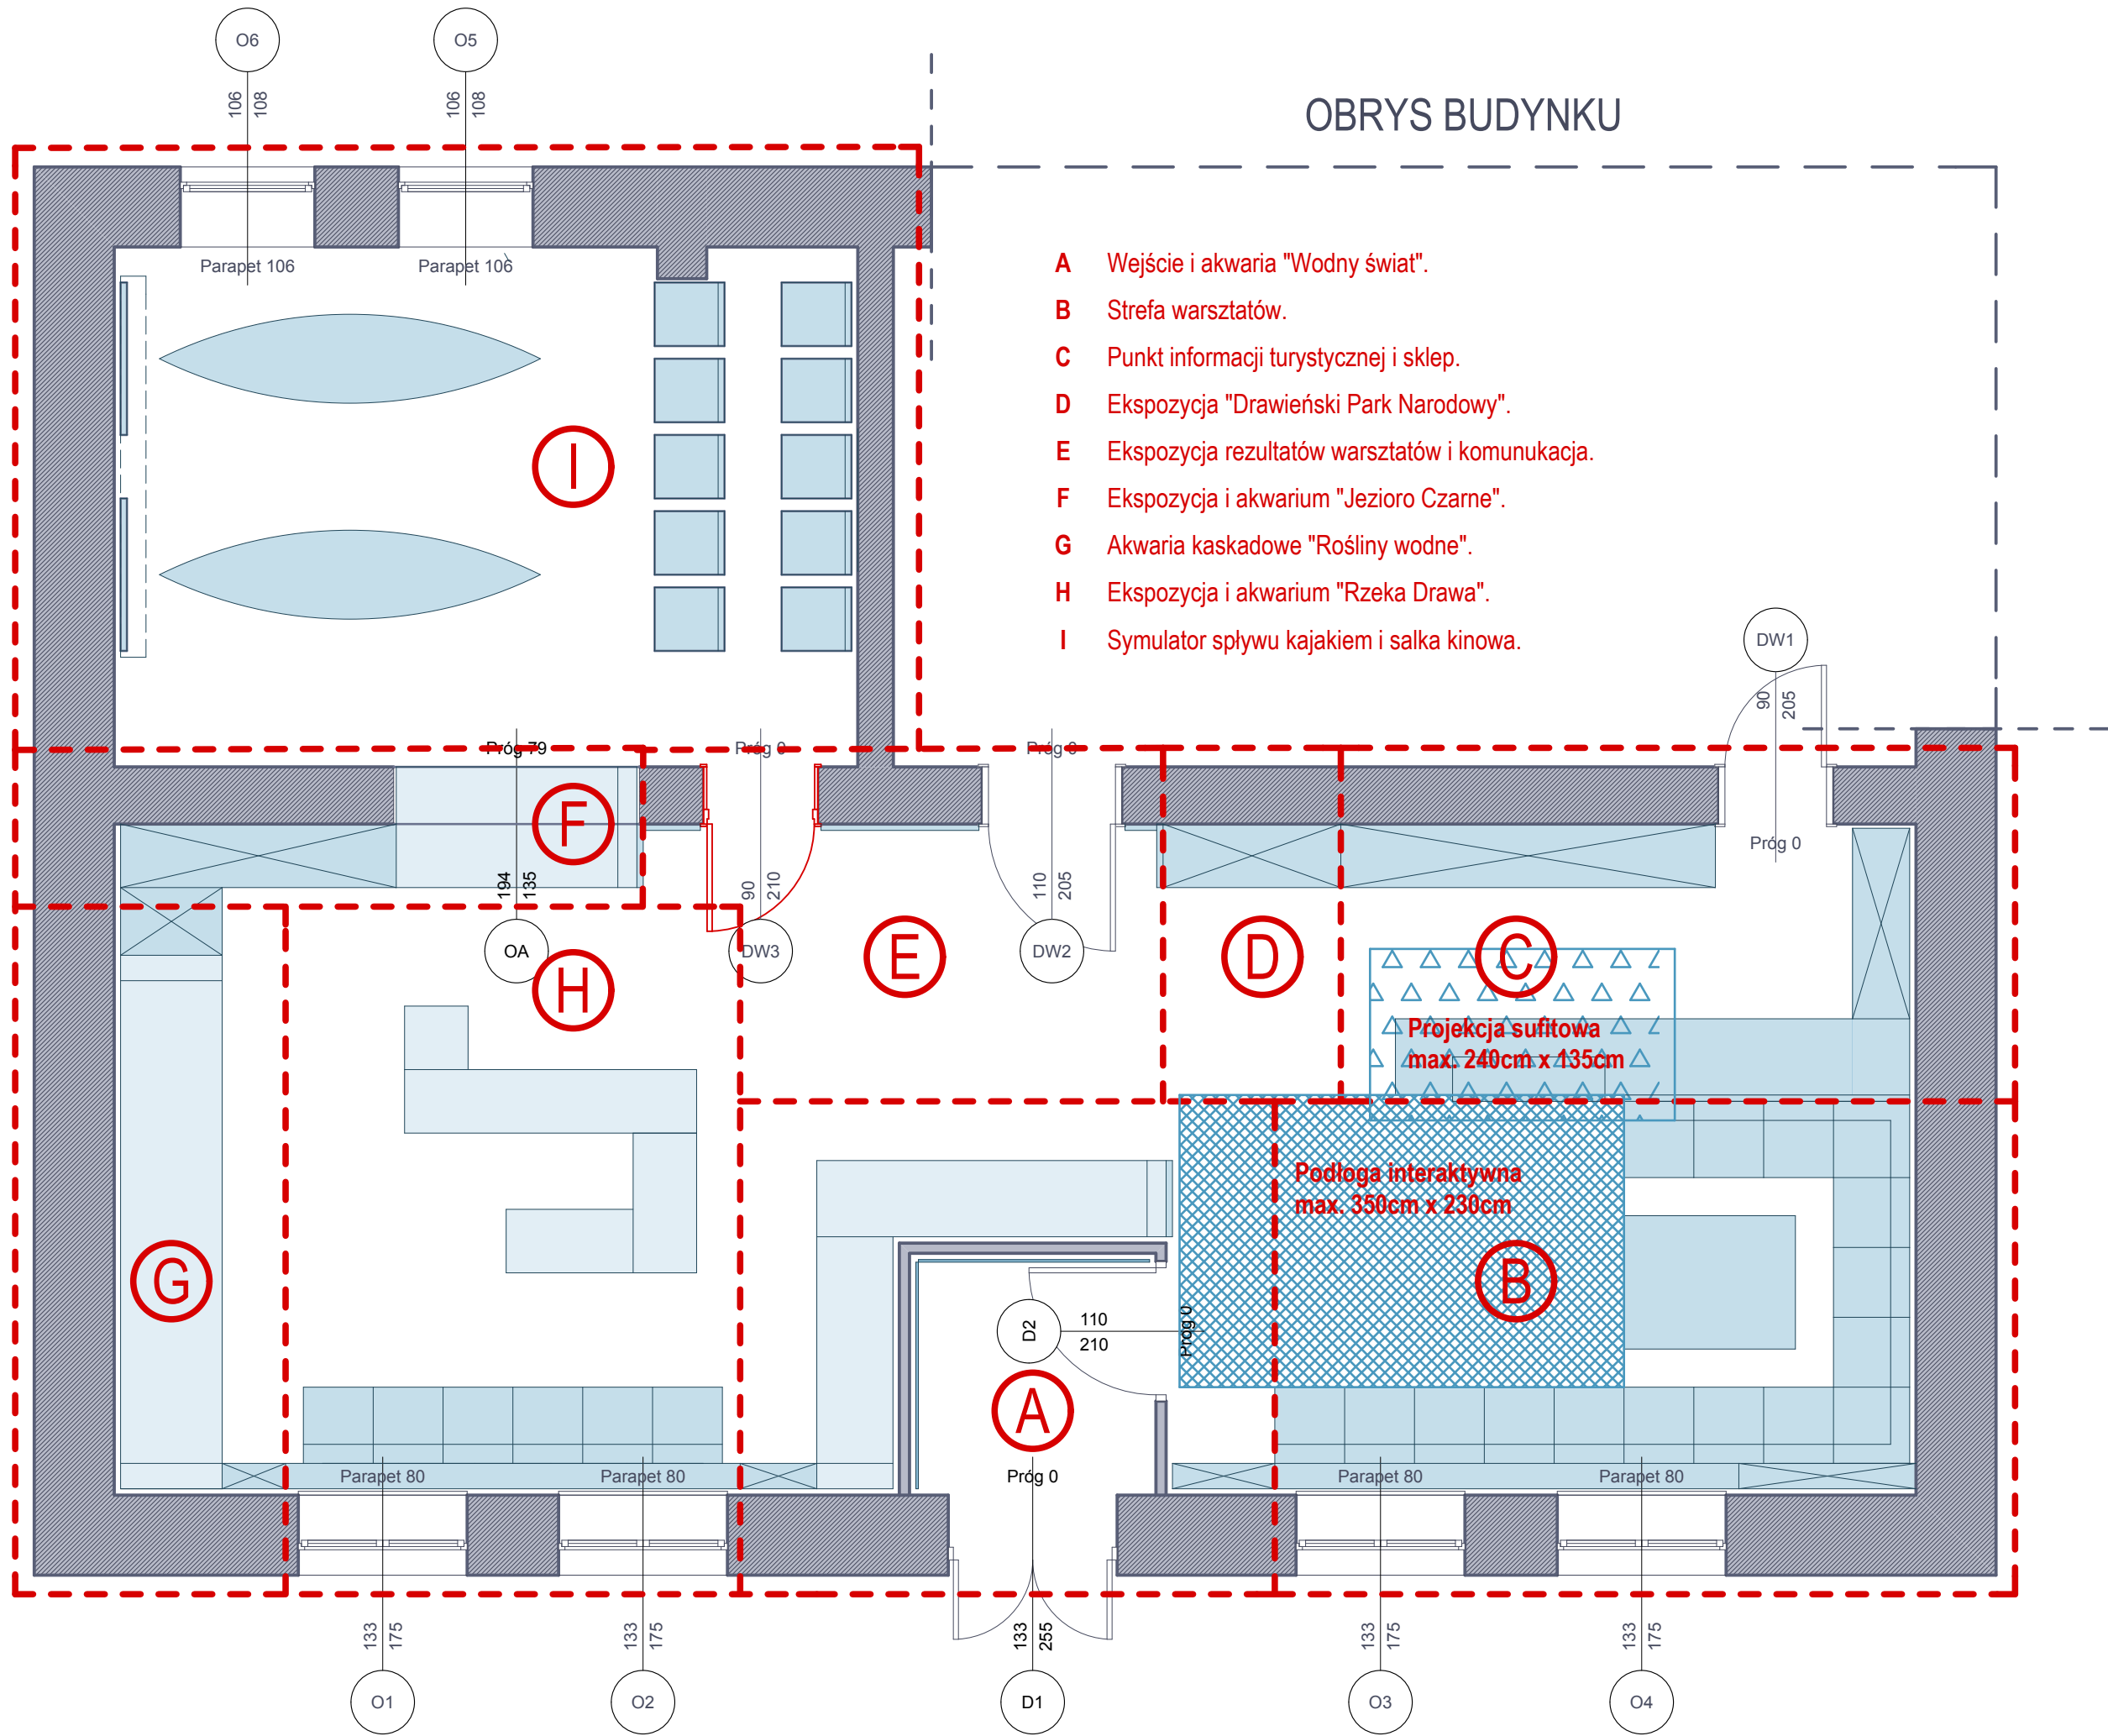 O6
O5
106
108
106
108
OBRYS BUDYNKU
Parapet 106
Parapet 106
A Wejście i akwaria "Wodny świat".
B Strefa warsztatów.
C Punkt informacji turystycznej i sklep.
D Ekspozycja "Drawieński Park Narodowy".
E Ekspozycja rezultatów warsztatów i komunukacja.
F Ekspozycja i akwarium "Jezioro Czarne".
G Akwaria kaskadowe "Rośliny wodne".
H Ekspozycja i akwarium "Rzeka Drawa".
I Symulator spływu kajakiem i salka kinowa.
I
DW1
90
205
Próg 79
Próg 0
Próg 0
Próg 0
F
194
135
90
210
110
205
OA
DW3
DW2
H
E
D
C
Projekcja sufitowa
max. 240cm x 135cm
Podłoga interaktywna
max. 350cm x 230cm
G
B
D2
110
210
Próg 0
A
Próg 0
Parapet 80
Parapet 80
Parapet 80
Parapet 80
133
175
133
175
133
255
133
175
133
175
O1
O2
D1
O3
O4